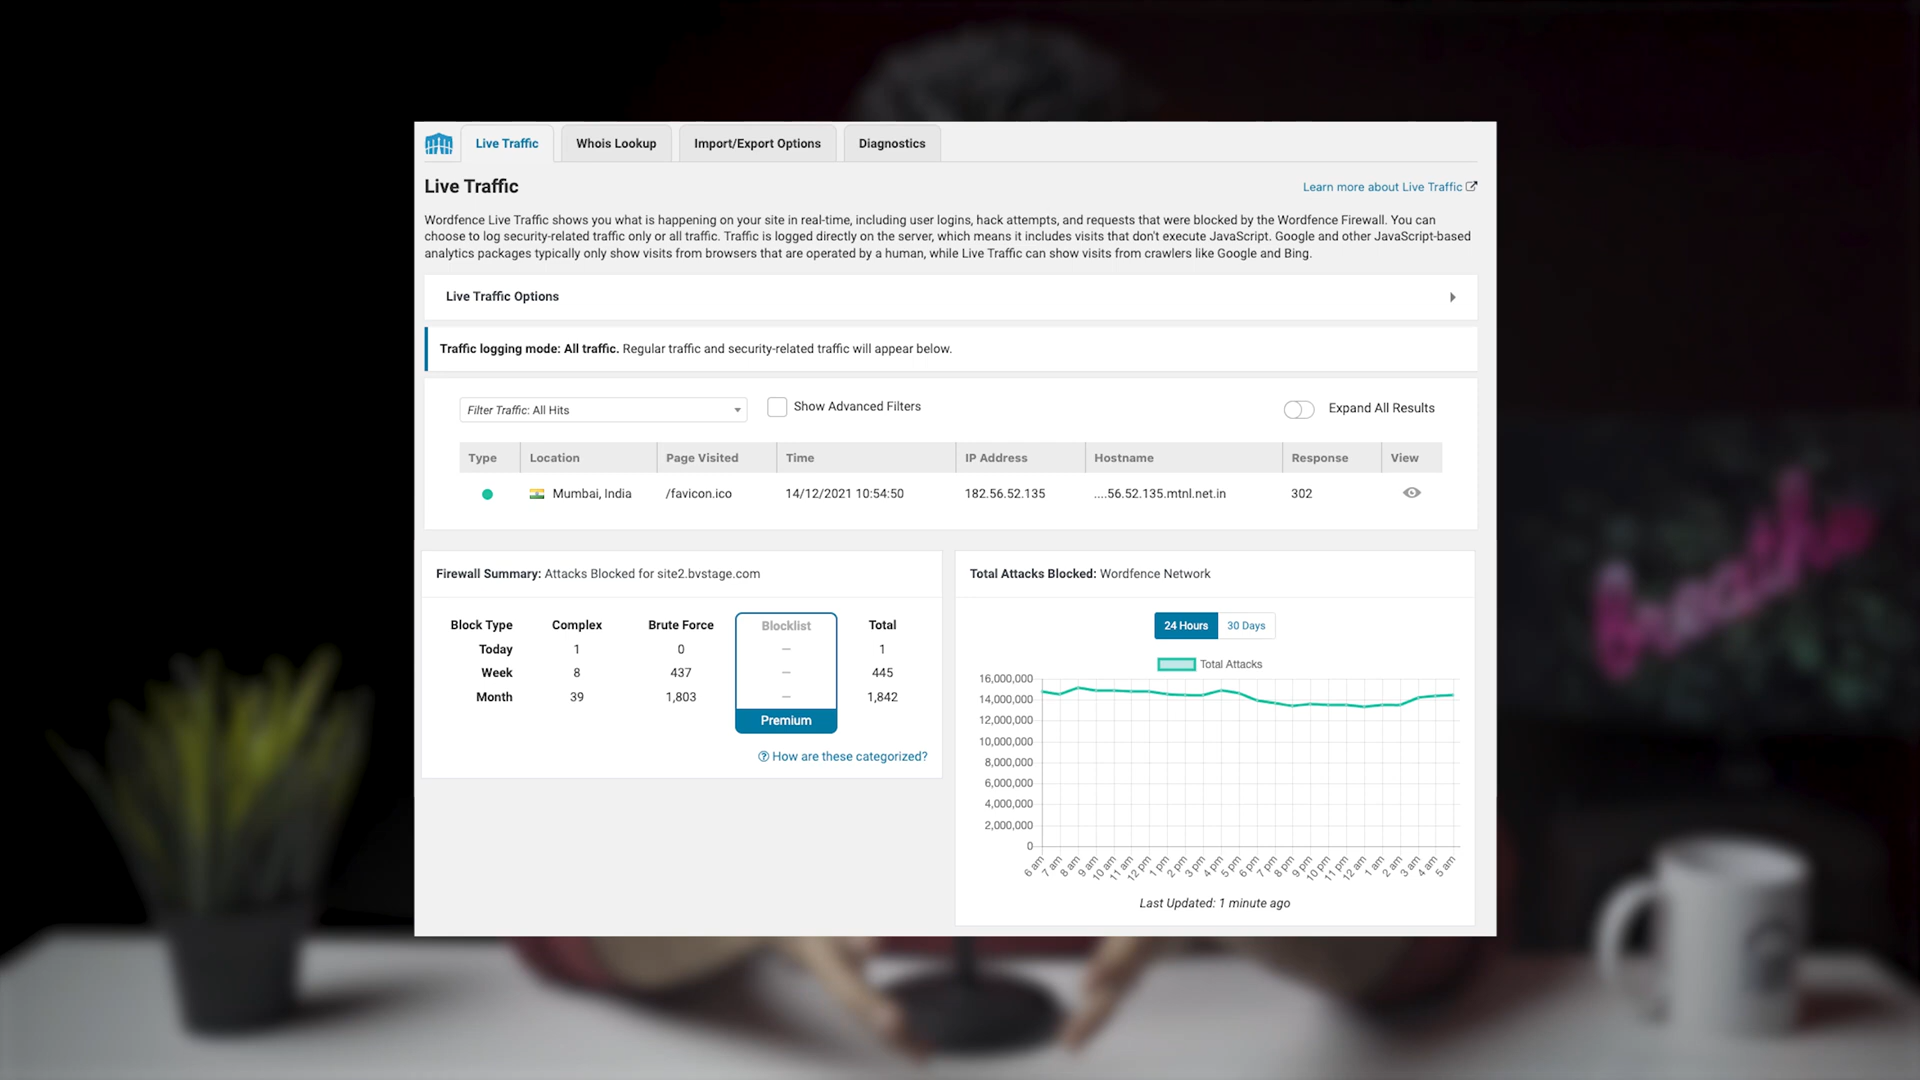 Live Traffic
Whois Lookup
Import/Export Options
Diagnostics
Live Traffic
Learn more about Live Traffic
Wordfence Live Traffic shows you what is happening on your site in real-time, including user logins, hack attempts, and requests that were blocked by the Wordfence Firewall. You can
choose to log security-related traffic only or all traffic. Traffic is logged directly on the server, which means it includes visits that don't execute JavaScript. Google and other JavaScript-based
analytics packages typically only show visits from browsers that are operated by a human, while Live Traffic can show visits from crawlers like Google and Bing.
Live Traffic Options
Traffic logging mode: All traffic. Regular traffic and security-related traffic will appear below.
Filter Traffic: All Hits
Show Advanced Filters
Expand All Results
Type Location Page Visited Time IP Address Hostname Response View
Mumbai, India /favicon.ico 14/12/2021 10:54:50 182.56.52.135 ....56.52.135.mtnl.net.in 302
Firewall Summary: Attacks Blocked for site2.bvstage.com
Block Type Complex Brute Force Blocklist Total
Today 1 0 – 1
Week 8 437 – 445
Month 39 1,803 – 1,842
Premium
How are these categorized?
Total Attacks Blocked: Wordfence Network
24 Hours 30 Days
Total Attacks
16,000,000
14,000,000
12,000,000
10,000,000
8,000,000
6,000,000
4,000,000
2,000,000
0
6 am 7 am 8 am 9 am 10 am 11 am 12 pm 1 pm 2 pm 3 pm 4 pm 5 pm 6 pm 7 pm 8 pm 9 pm 10 pm 11 pm 12 am 1 am 2 am 3 am 4 am 5 am
Last Updated: 1 minute ago
breathe